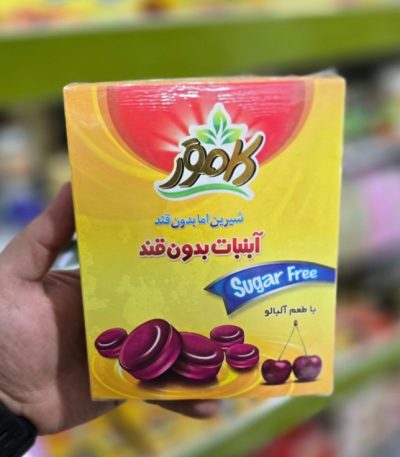 کامور
شیرین اما بدون قند
آبنبات بدون قند
Sugar Free
با طعم آلبالو